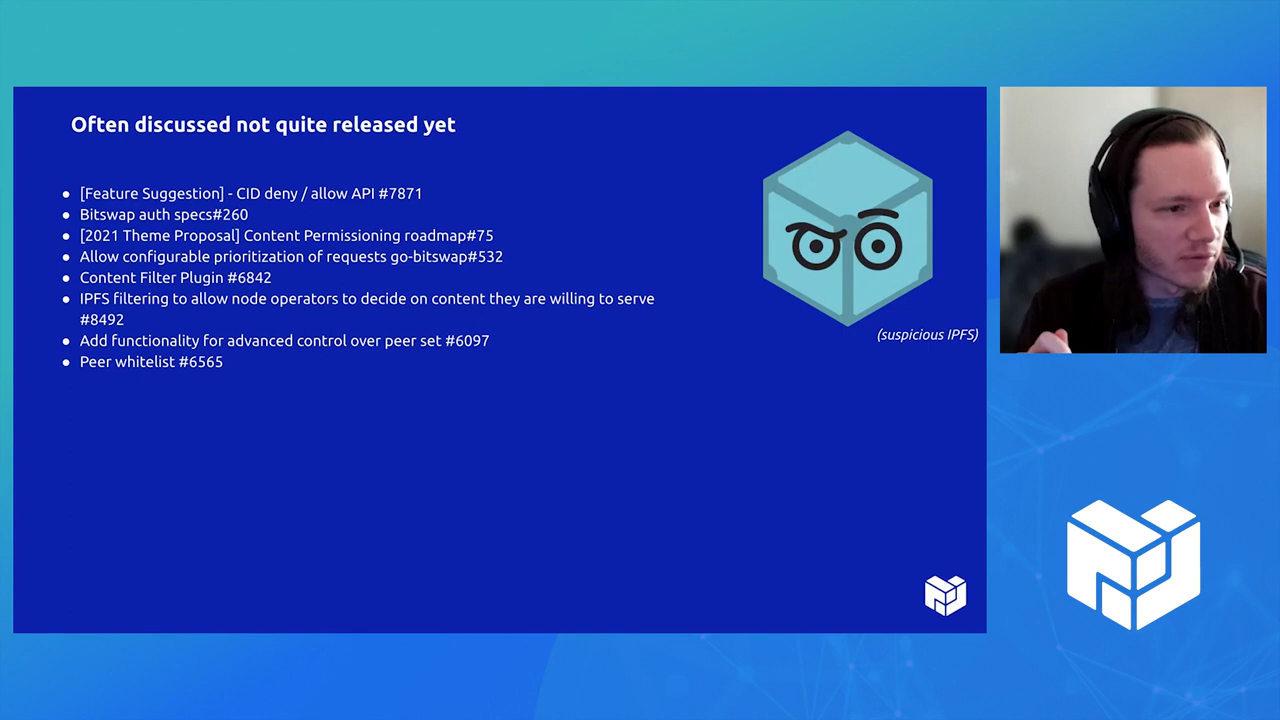 Often discussed not quite released yet
[Feature Suggestion] - CID deny / allow API #7871
Bitswap auth specs#260
[2021 Theme Proposal] Content Permissioning roadmap#75
Allow configurable prioritization of requests go-bitswap#532
Content Filter Plugin #6842
IPFS filtering to allow node operators to decide on content they are willing to serve
#8492
Add functionality for advanced control over peer set #6097
Peer whitelist #6565
(suspicious IPFS)